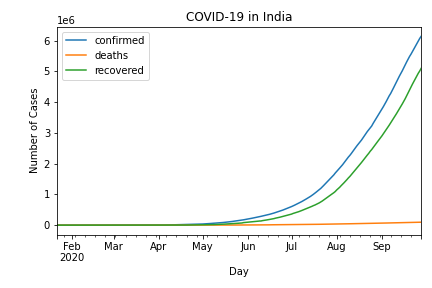 COVID-19 in India
1e6
confirmed
deaths
recovered
Number of Cases
6
5
4
3
2
1
0
Feb Mar Apr May Jun Jul Aug Sep
2020
Day